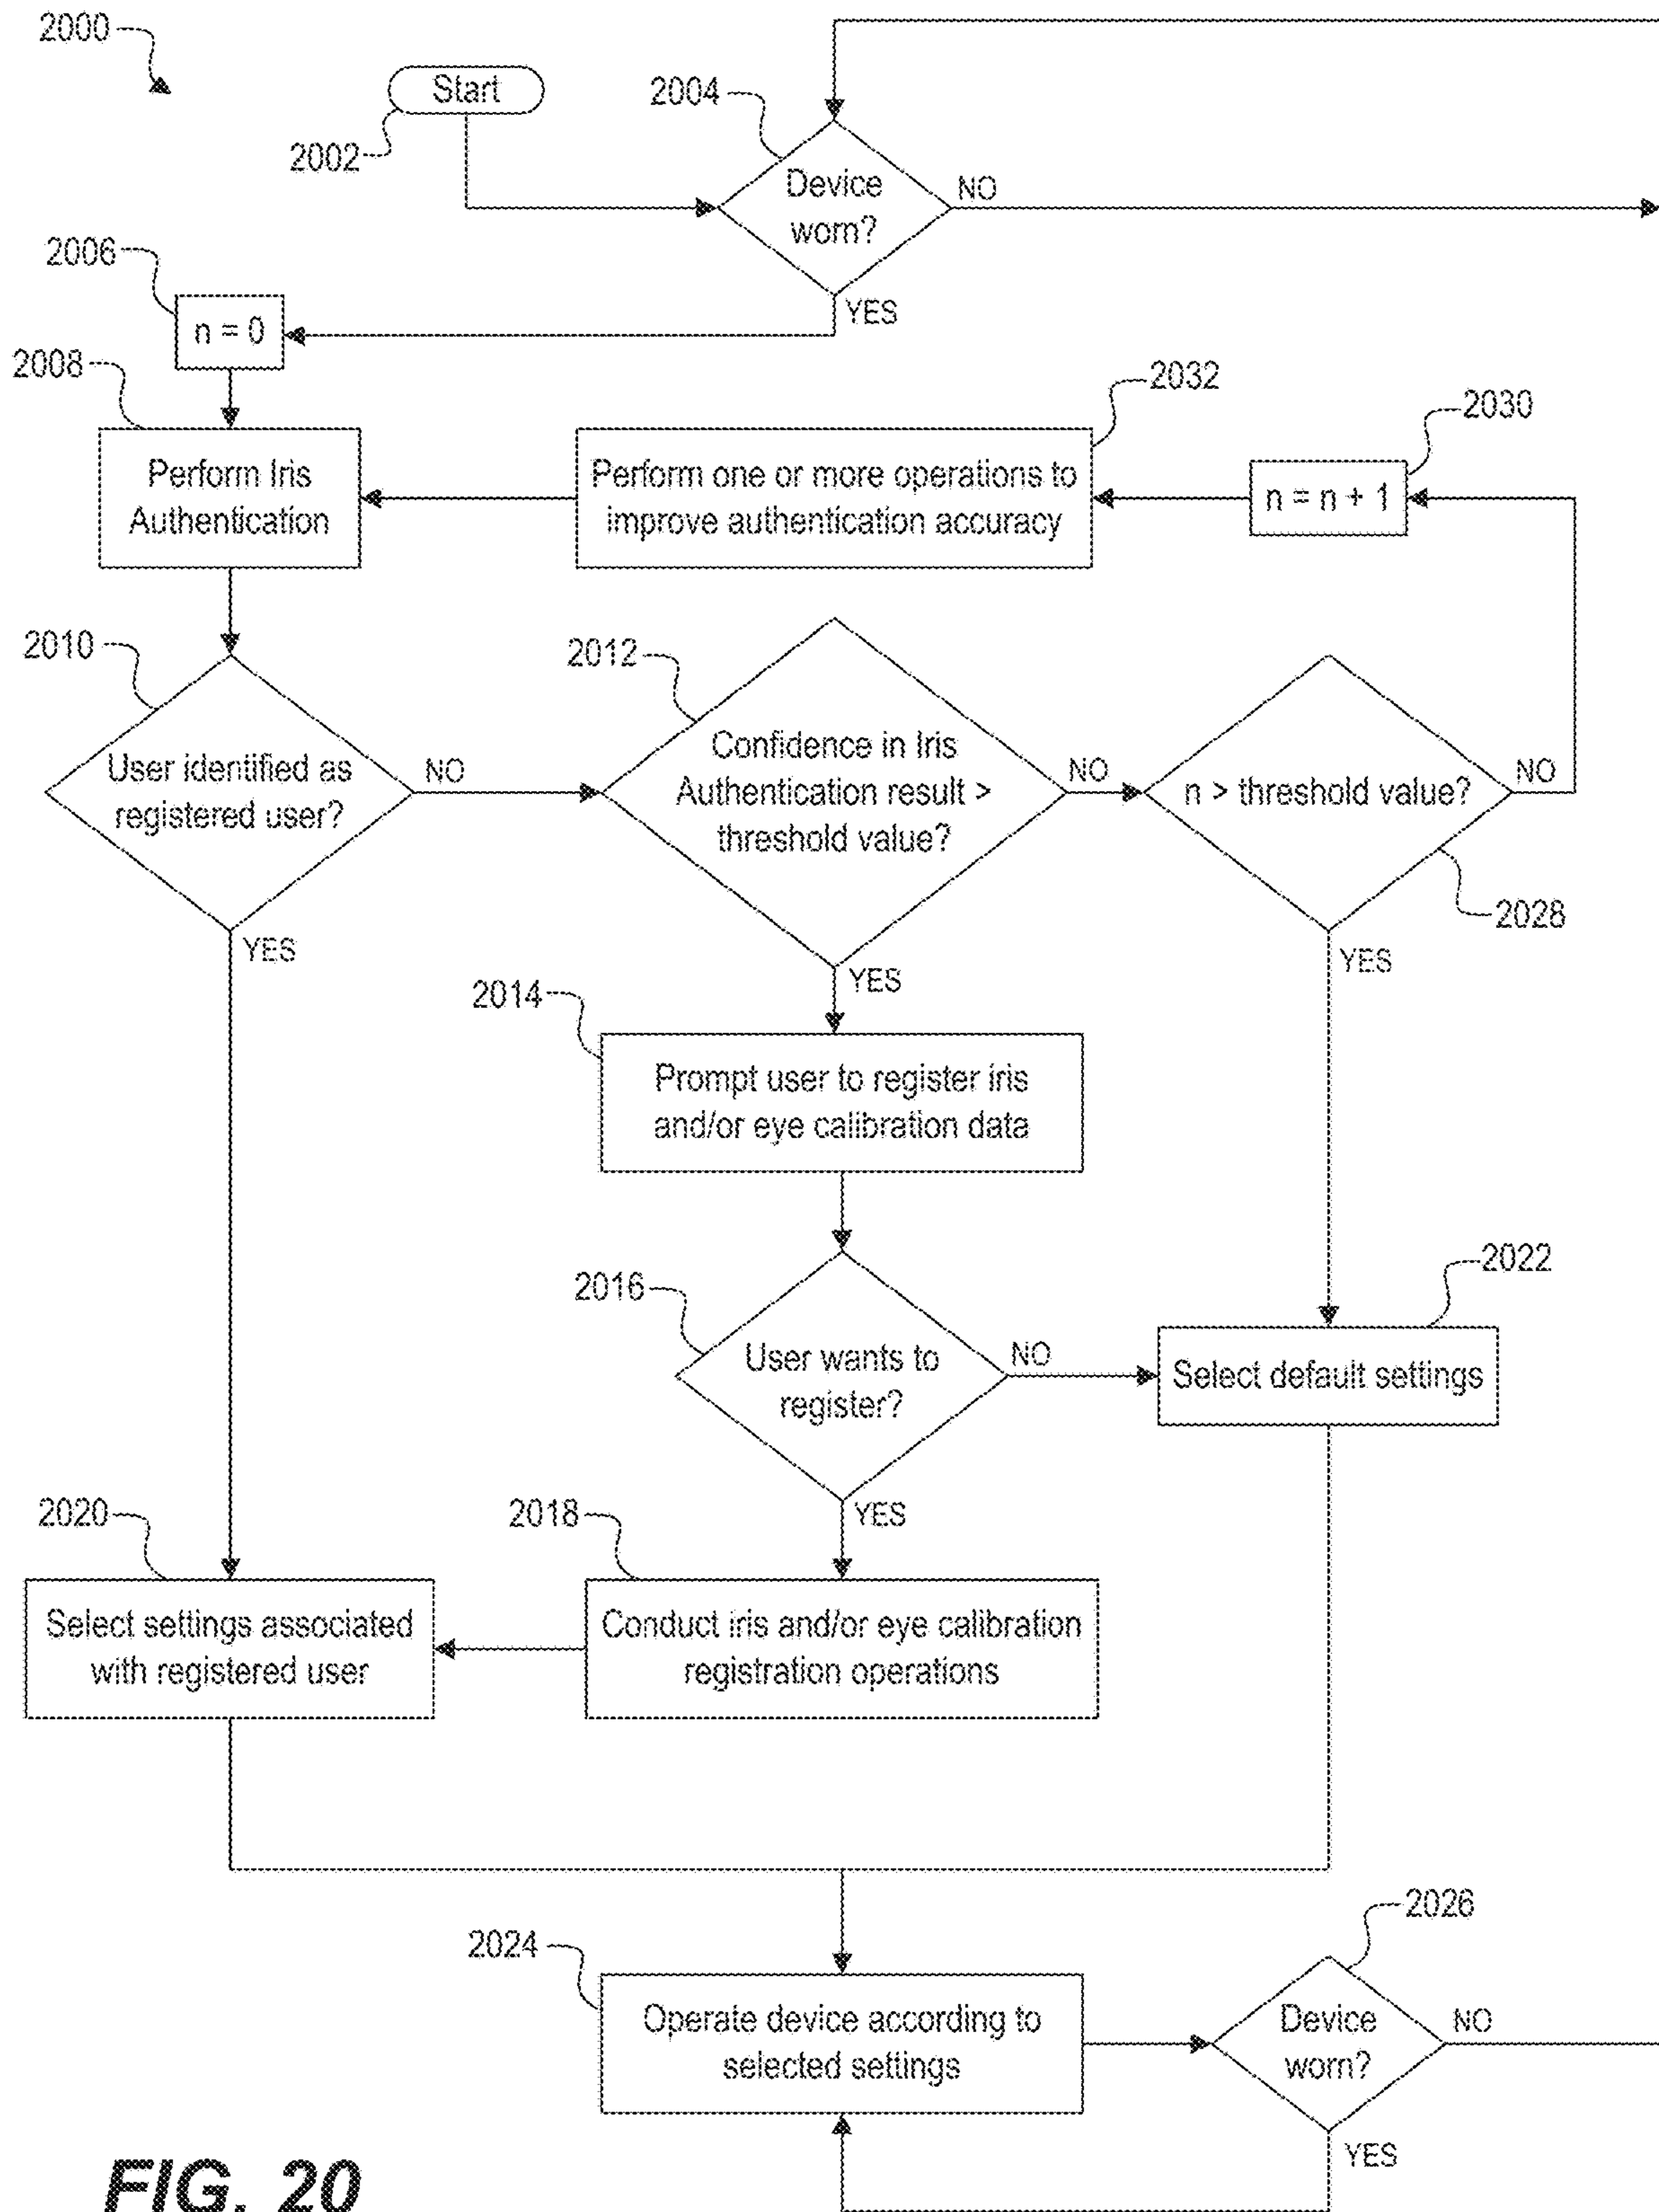 2000
Start
2002
2004
Device
worn?
NO
YES
2006
n = 0
2008
Perform Iris
Authentication
2032
Perform one or more operations to
improve authentication accuracy
2030
n = n + 1
2010
User identified as
registered user?
NO
YES
2012
Confidence in Iris
Authentication result >
threshold value?
NO
YES
n > threshold value?
NO
2028
YES
2014
Prompt user to register iris
and/or eye calibration data
2016
User wants to
register?
NO
YES
2022
Select default settings
2020
Select settings associated
with registered user
2018
Conduct iris and/or eye calibration
registration operations
2024
Operate device according to
selected settings
2026
Device
worn?
NO
YES
FIG. 20